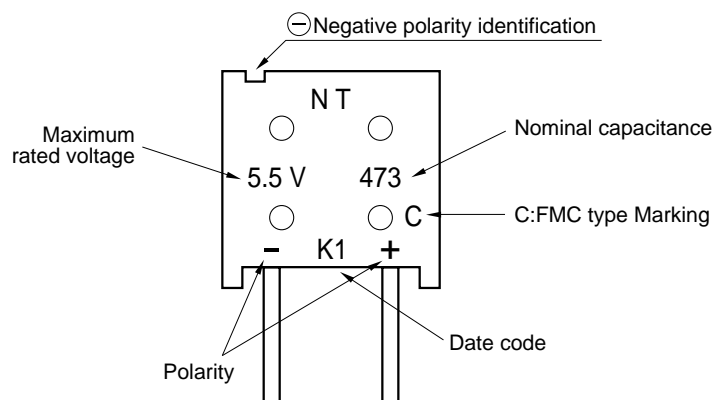 ⊖Negative polarity identification
N T
Maximum
rated voltage
Nominal capacitance
5.5 V
473
C
C:FMC type Marking
− K1 +
Date code
Polarity